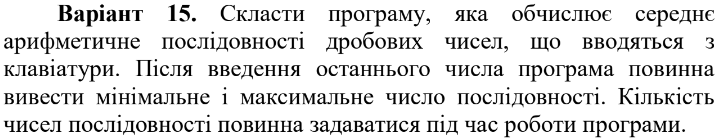 Варіант 15. Скласти програму, яка обчислює середнє
арифметичне послідовності дробових чисел, що вводяться з
клавіатури. Після введення останнього числа програма повинна
вивести мінімальне і максимальне число послідовності. Кількість
чисел послідовності повинна задаватися під час роботи програми.